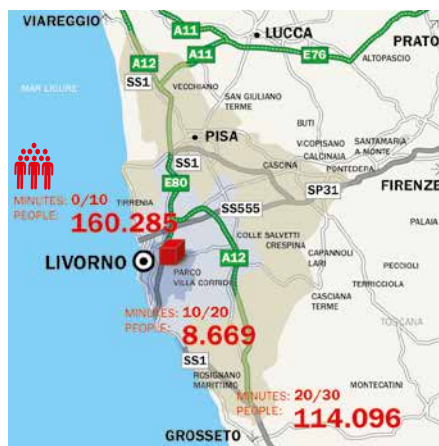 VIAREGGIO
A11
LUCCA
A11
E76
PRATO
A12
ALTOPASCIO
SS1
MAR LIGURE
VECCHIANO
SAN GIULIANO
TERME
BUTI
PISA
VICOPISANO
SANTAMARIA
A MONTE
CALCINAIA
SS1
CASCINA
PONTEDERA
E80
SP31
FIRENZE
MINUTES: 0/10
PEOPLE: 160.285
TIRRENIA
SS555
PALAIA
COLLE SALVETTI
CRESPINA
LIVORNO
A12
CAPANNOLI
LARI
PECCIOLI
PARCO
VILLA CORRIDI
TERRICCIOLA
CASCIANA
TERME
MINUTES: 10/20
PEOPLE: 8.669
TOSCANA
SS1
ROSIGNANO
MARITTIMO
MINUTES: 20/30
PEOPLE: 114.096
MONTECATINI
GROSSETO